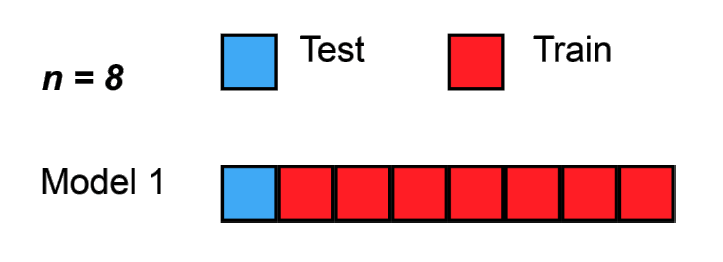 n = 8
Test
Train
Model 1